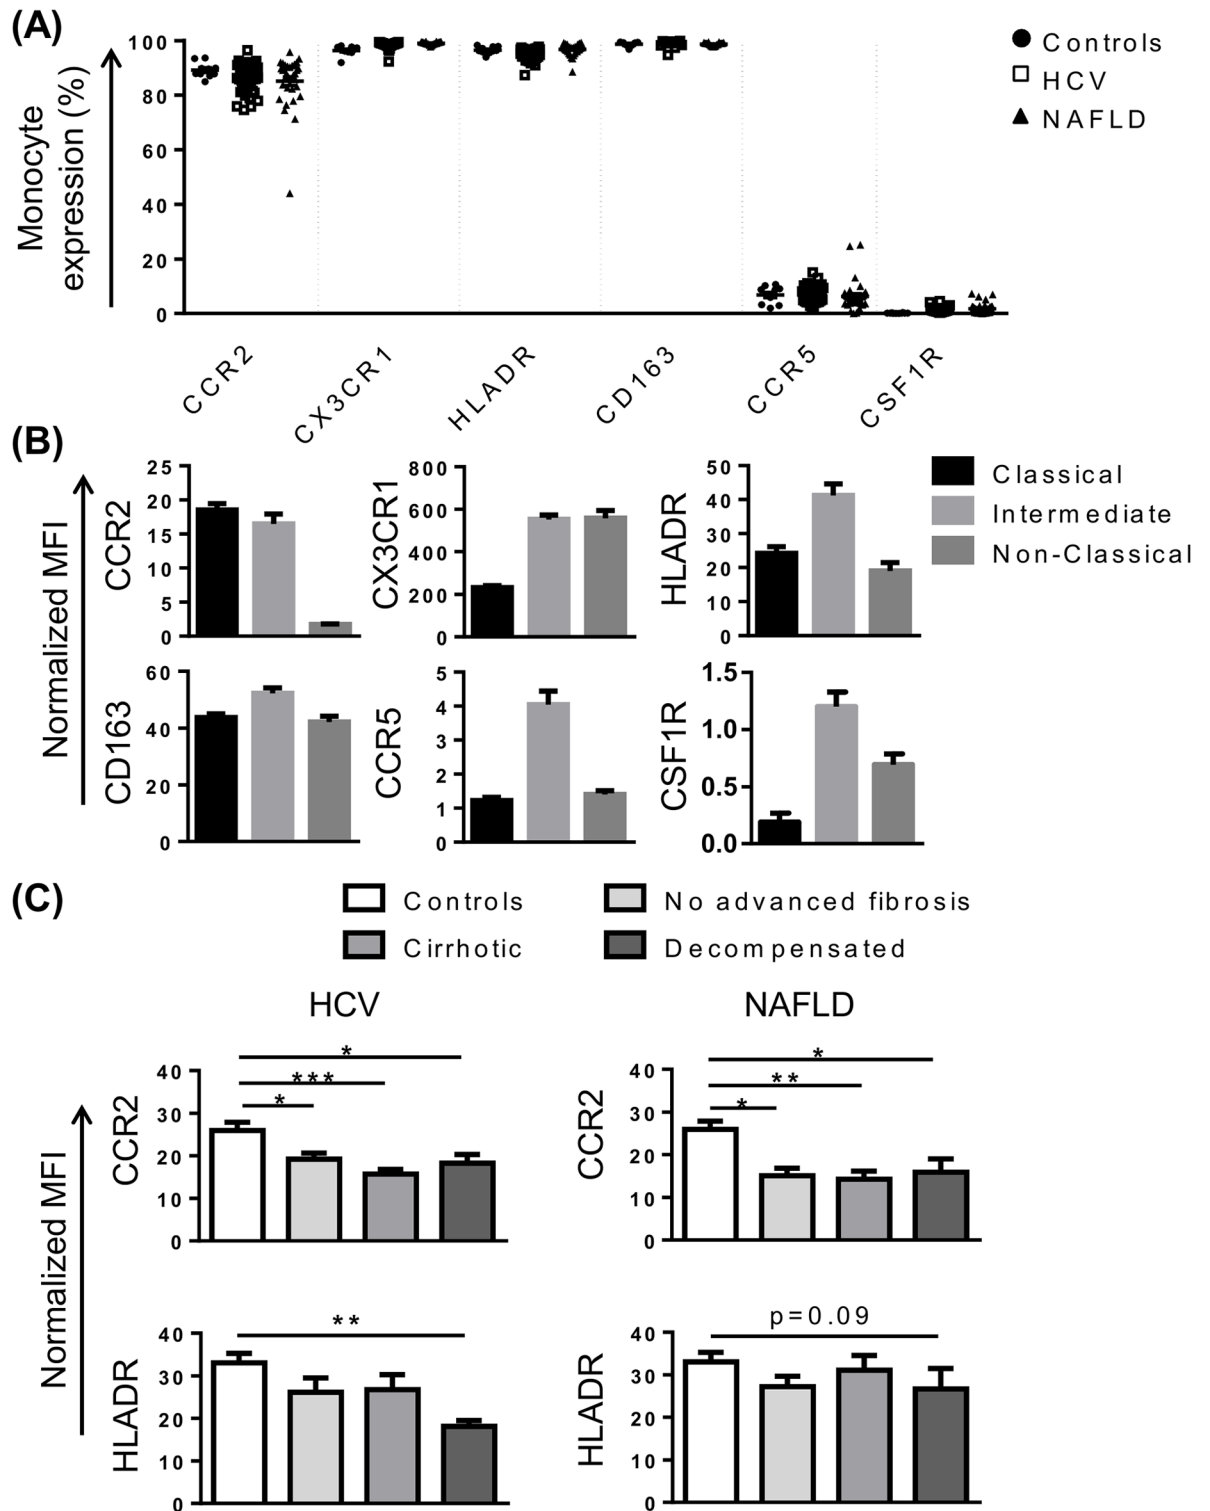 (A)
Monocyte
expression (%)
100
80
60
40
20
0
Controls
HCV
NAFLD
CCR2
CX3CR1
HLADR
CD163
CCR5
CSF1R
(B)
Normalized MFI
CCR2
25
20
15
10
5
0
CX3CR1
800
600
400
200
0
HLADR
50
40
30
20
10
0
Classical
Intermediate
Non-Classical
CD163
60
40
20
0
CCR5
5
4
3
2
1
0
CSF1R
1.5
1.0
0.5
0.0
(C)
Controls
No advanced fibrosis
Cirrhotic
Decompensated
HCV
NAFLD
Normalized MFI
CCR2
40
30
20
10
0
*
***
*
CCR2
40
30
20
10
0
*
**
*
HLADR
40
30
20
10
0
**
HLADR
40
30
20
10
0
p=0.09